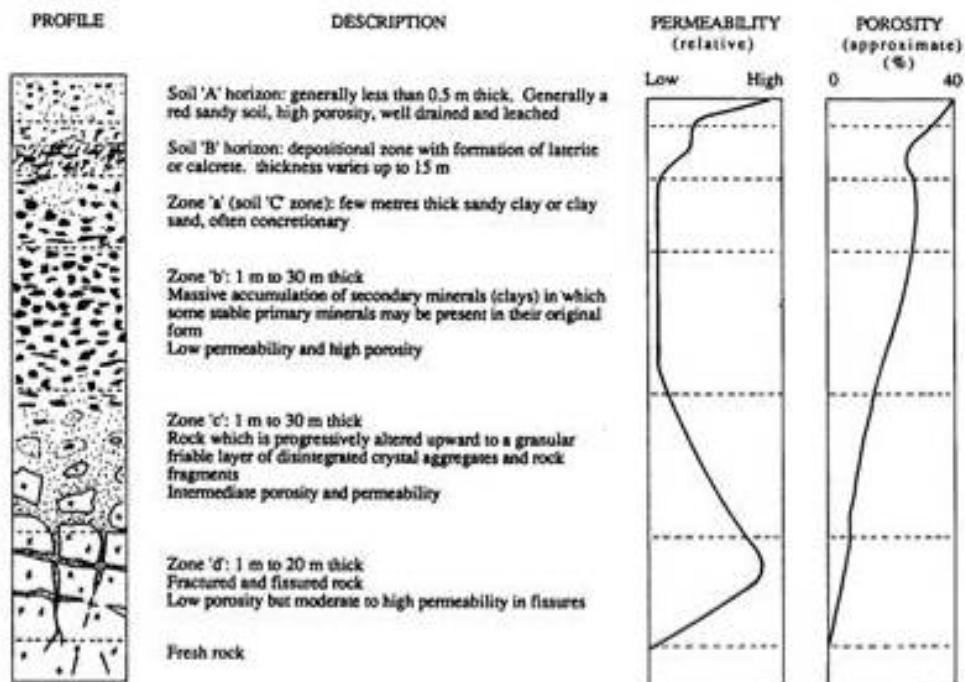 PROFILE
DESCRIPTION
PERMEABILITY
(relative)
POROSITY
(approximate)
(%)
Low High
0 40
Soil 'A' horizon: generally less than 0.5 m thick. Generally a
red sandy soil, high porosity, well drained and leached
Soil 'B' horizon: depositional zone with formation of laterite
or calcrete. thickness varies up to 15 m
Zone 'a' (soil 'C' zone): few metres thick sandy clay or clay
sand, often concretionary
Zone 'b': 1 m to 30 m thick
Massive accumulation of secondary minerals (clays) in which
some stable primary minerals may be present in their original
form
Low permeability and high porosity
Zone 'c': 1 m to 30 m thick
Rock which is progressively altered upward to a granular
friable layer of disintegrated crystal aggregates and rock
fragments
Intermediate porosity and permeability
Zone 'd': 1 m to 20 m thick
Fractured and fissured rock
Low porosity but moderate to high permeability in fissures
Fresh rock